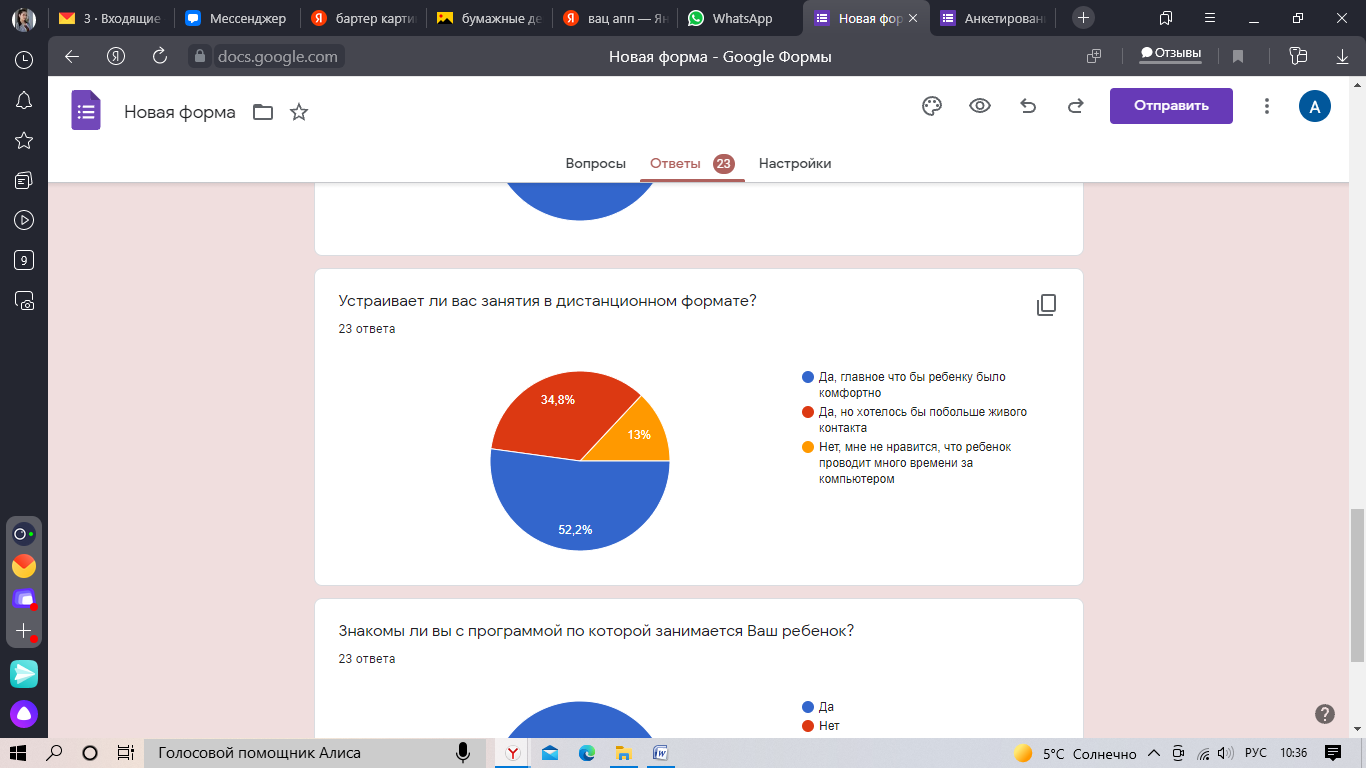 3 · Входящие
Мессенджер
бартер карти
бумажные де
вац апп — Ян
WhatsApp
Новая фор
Анкетирован
docs.google.com
Новая форма - Google Формы
Отзывы
Новая форма
Отправить
А
Вопросы
Ответы 23
Настройки
9
Устраивает ли вас занятия в дистанционном формате?
23 ответа
34,8%
13%
52,2%
Да, главное что бы ребенку было
комфортно
Да, но хотелось бы побольше живого
контакта
Нет, мне не нравится, что ребенок
проводит много времени за
компьютером
Знакомы ли вы с программой по которой занимается Ваш ребенок?
23 ответа
Да
Нет
Голосовой помощник Алиса
5°C Солнечно
РУС
10:36